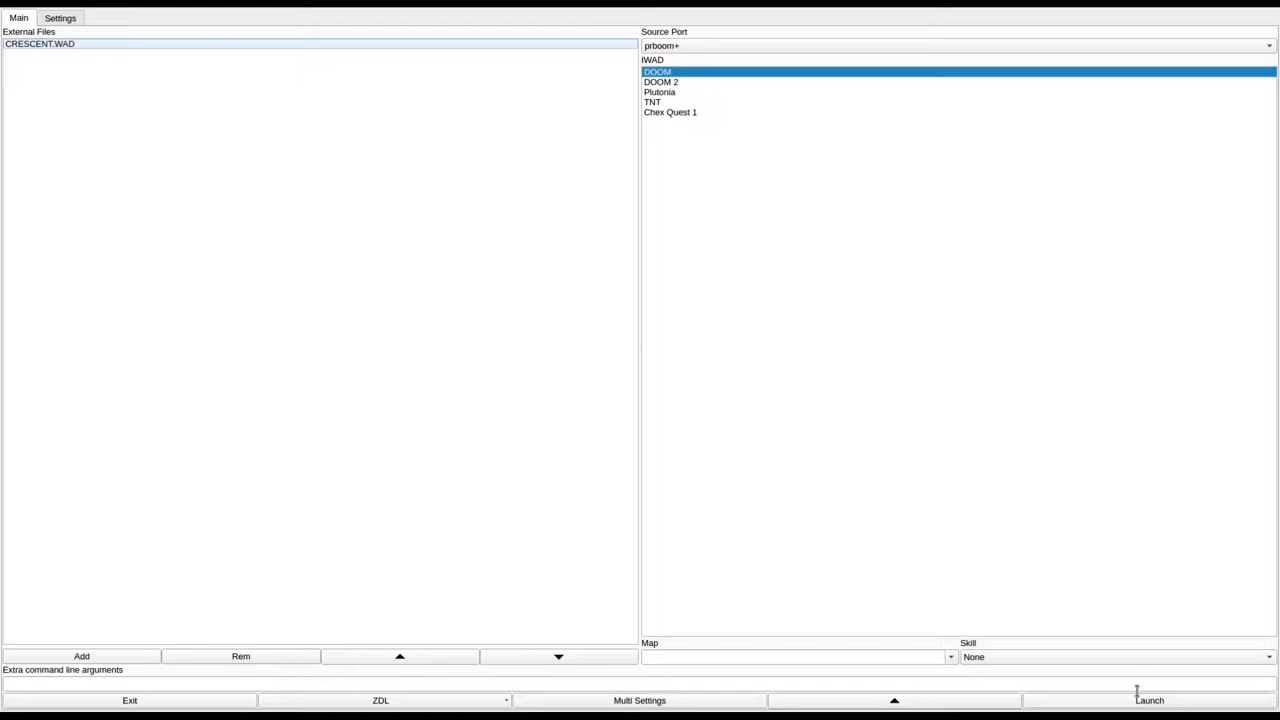 Main Settings
External Files
CRESCENT.WAD
Source Port
prboom+
IWAD
DOOM
DOOM 2
Plutonia
TNT
Chex Quest 1
Add Rem
Map Skill
None
Extra command line arguments
Exit ZDL Multi Settings Launch